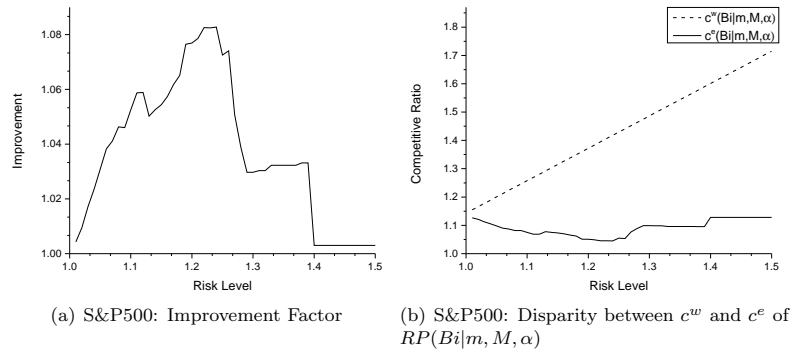 1.08
1.06
1.04
1.02
1.00
Improvement
1.0 1.1 1.2 1.3 1.4 1.5
Risk Level
(a) S&P500: Improvement Factor
c^w(Bi|m,M,α)
c^e(Bi|m,M,α)
1.8
1.7
1.6
1.5
1.4
1.3
1.2
1.1
1.0
Competitive Ratio
1.0 1.1 1.2 1.3 1.4 1.5
Risk Level
(b) S&P500: Disparity between c^w and c^e of
RP(Bi|m, M, α)